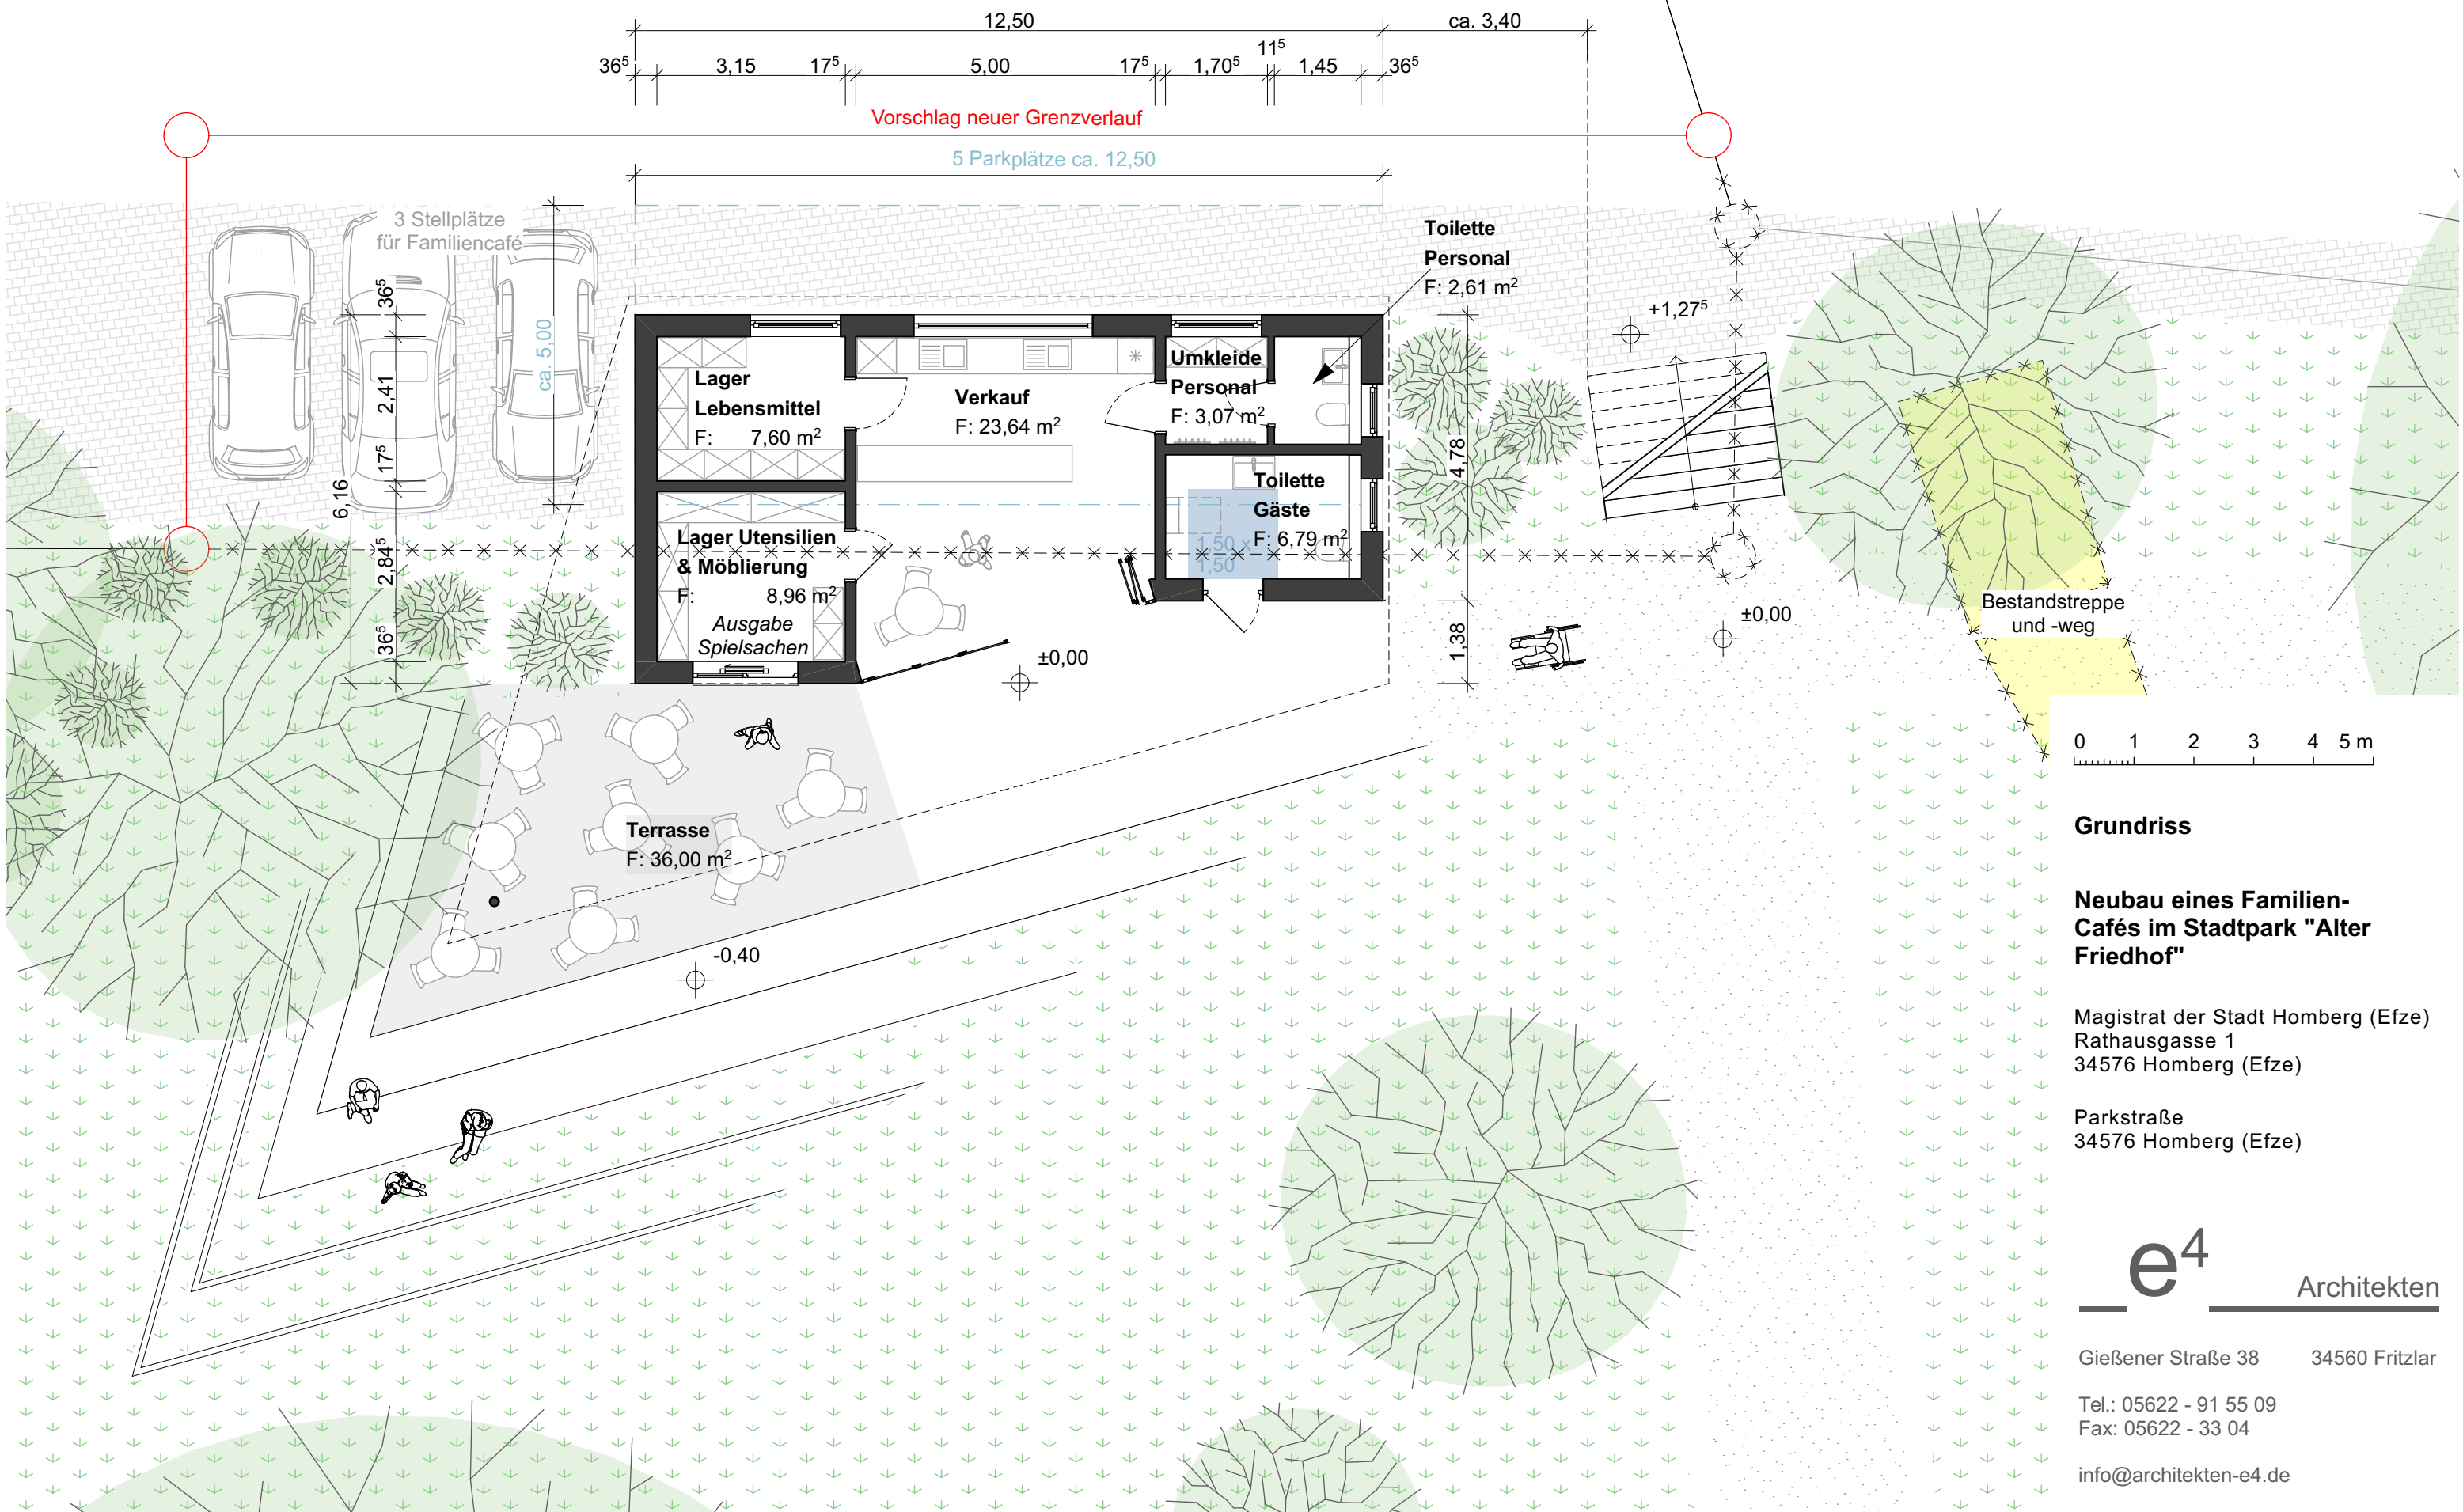 12,50
ca. 3,40
36⁵
3,15
17⁵
5,00
17⁵
1,70⁵
11⁵
1,45
36⁵
Vorschlag neuer Grenzverlauf
5 Parkplätze ca. 12,50
3 Stellplätze
für Familiencafé
ca. 5,00
36⁵
2,41
17⁵
6,16
2,84⁵
36⁵
Toilette
Personal
F: 2,61 m²
Lager
Lebensmittel
F: 7,60 m²
Verkauf
F: 23,64 m²
Umkleide
Personal
F: 3,07 m²
Toilette
Gäste
F: 6,79 m²
1,50 x
1,50
Lager Utensilien
& Möblierung
F: 8,96 m²
Ausgabe
Spielsachen
4,78
1,38
+1,27⁵
±0,00
±0,00
Bestandstreppe
und -weg
Terrasse
F: 36,00 m²
-0,40
0 1 2 3 4 5 m
Grundriss
Neubau eines Familien-
Cafés im Stadtpark "Alter
Friedhof"
Magistrat der Stadt Homberg (Efze)
Rathausgasse 1
34576 Homberg (Efze)
Parkstraße
34576 Homberg (Efze)
e⁴ Architekten
Gießener Straße 38 34560 Fritzlar
Tel.: 05622 - 91 55 09
Fax: 05622 - 33 04
info@architekten-e4.de